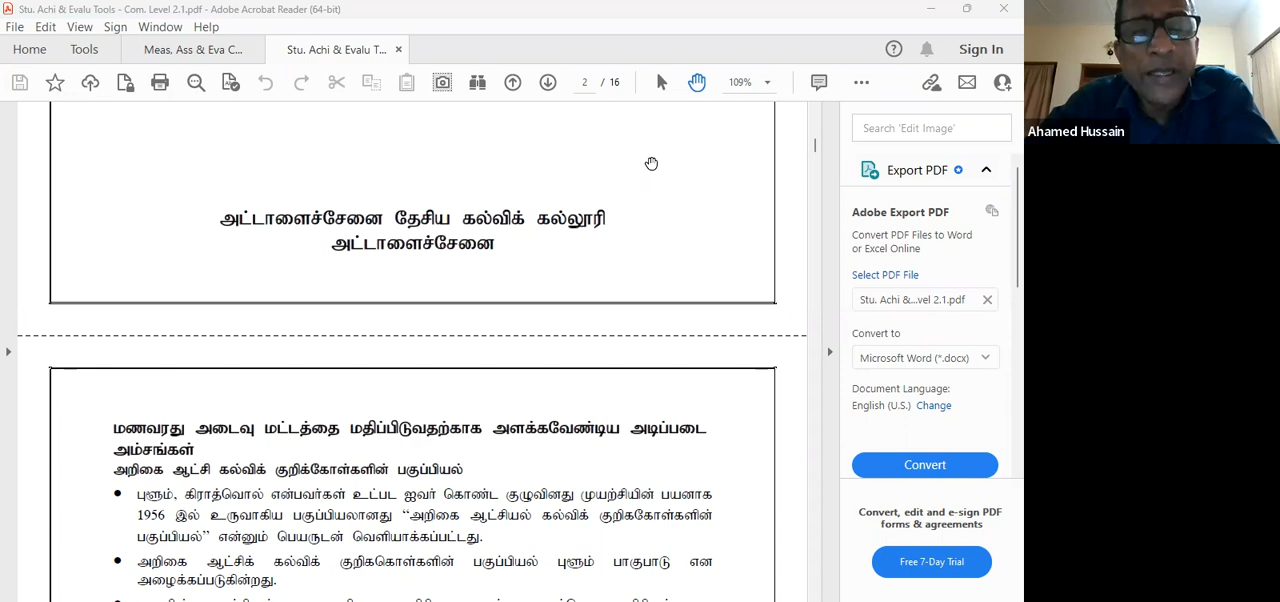 Stu. Achi & Evalu Tools - Com. Level 2.1.pdf - Adobe Acrobat Reader (64-bit)
File Edit View Sign Window Help
Home Tools Meas. Ass & Eva C... Stu. Achi & Evalu T... × Sign In
2 / 16 109%
Ahamed Hussain
அட்டாளைச்சேனை தேசிய கல்விக் கல்லூரி
அட்டாளைச்சேனை
மணவரது அடைவு மட்டத்தை மதிப்பிடுவதற்காக அளக்கவேண்டிய அடிப்படை
அம்சங்கள்
அறிகை ஆட்சி கல்விக் குறிக்கோள்களின் பகுப்பியல்
● புளும், கிராத்வொல் என்பவர்கள் உட்பட ஐவர் கொண்ட குழுவினது முயற்சியின் பயனாக
1956 இல் உருவாகிய பகுப்பியலானது “அறிகை ஆட்சியல் கல்விக் குறிககோள்களின்
பகுப்பியல்” என்னும் பெயருடன் வெளியாக்கப்பட்டது.
● அறிகை ஆட்சிக் கல்விக் குறிககொள்களின் பகுப்பியல் புளும் பாகுபாடு என
அழைக்கப்படுகின்றது.
Search 'Edit Image'
Export PDF
Adobe Export PDF
Convert PDF Files to Word
or Excel Online
Select PDF File
Stu. Achi &...vel 2.1.pdf
Convert to
Microsoft Word (*.docx)
Document Language:
English (U.S.) Change
Convert
Convert, edit and e-sign PDF
forms & agreements
Free 7-Day Trial